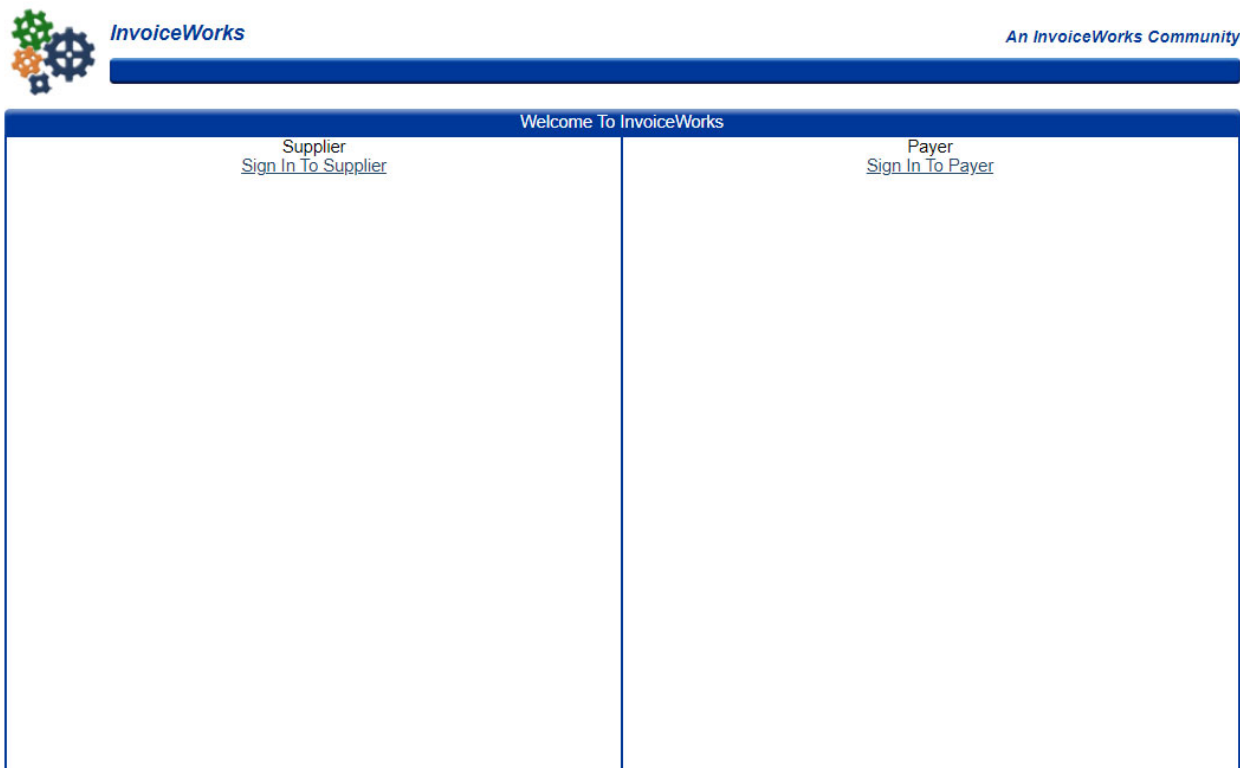 InvoiceWorks
An InvoiceWorks Community
Welcome To InvoiceWorks
Supplier
Sign In To Supplier
Payer
Sign In To Payer